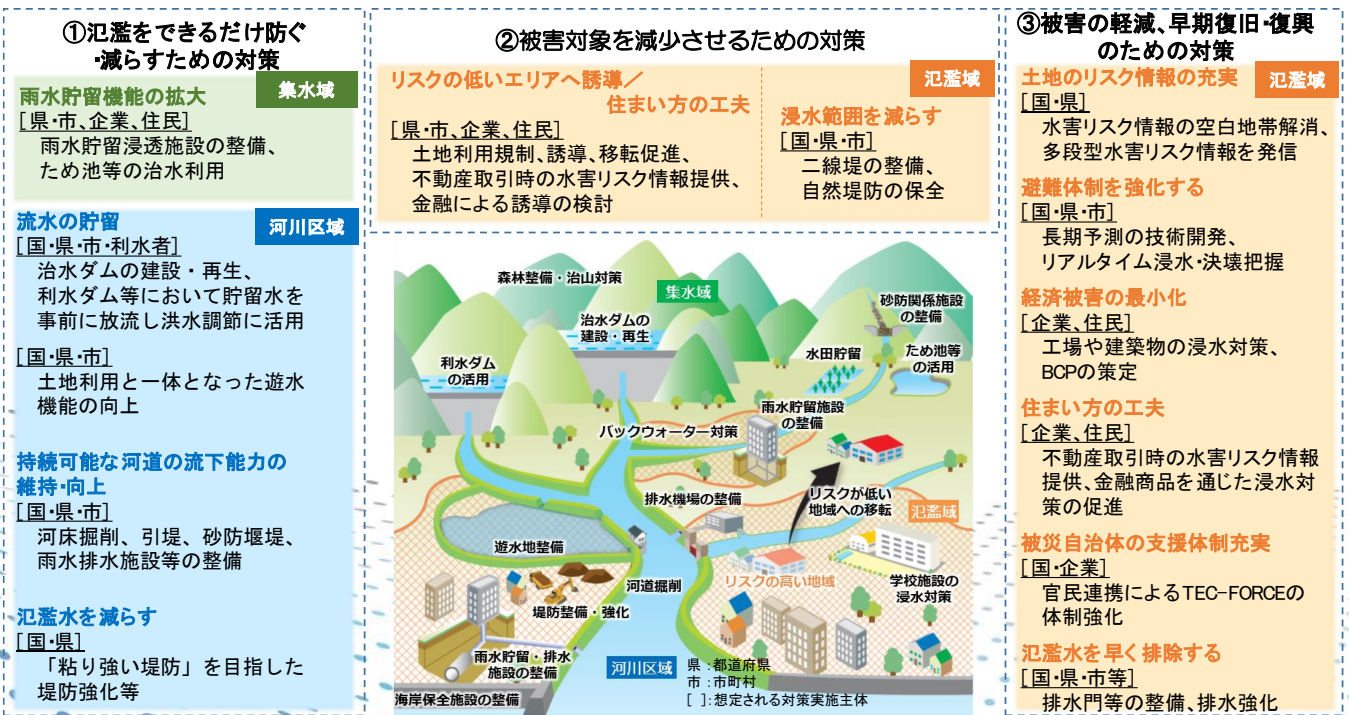 ①氾濫をできるだけ防ぐ
・減らすための対策
集水域
雨水貯留機能の拡大
[県・市、企業、住民]
雨水貯留浸透施設の整備、
ため池等の治水利用
河川区域
流水の貯留
[国・県・市・利水者]
治水ダムの建設・再生、
利水ダム等において貯留水を
事前に放流し洪水調節に活用
[国・県・市]
土地利用と一体となった遊水
機能の向上
持続可能な河道の流下能力の
維持・向上
[国・県・市]
河床掘削、引堤、砂防堰堤、
雨水排水施設等の整備
氾濫水を減らす
[国・県]
「粘り強い堤防」を目指した
堤防強化等
②被害対象を減少させるための対策
リスクの低いエリアへ誘導／
住まい方の工夫
[県・市、企業、住民]
土地利用規制、誘導、移転促進、
不動産取引時の水害リスク情報提供、
金融による誘導の検討
氾濫域
浸水範囲を減らす
[国・県・市]
二線堤の整備、
自然堤防の保全
森林整備・治山対策
集水域
治水ダムの
建設・再生
砂防関係施設
の整備
利水ダム
の活用
水田貯留
ため池等
の活用
雨水貯留施設
の整備
バックウォーター対策
排水機場の整備
リスクが低い
地域への移転
氾濫域
遊水地整備
河道掘削
リスクの高い地域
学校施設の
浸水対策
堤防整備・強化
雨水貯留・排水
施設の整備
河川区域
海岸保全施設の整備
県：都道府県
市：市町村
[ ]：想定される対策実施主体
③被害の軽減、早期復旧・復興
のための対策
土地のリスク情報の充実
氾濫域
[国・県]
水害リスク情報の空白地帯解消、
多段型水害リスク情報を発信
避難体制を強化する
[国・県・市]
長期予測の技術開発、
リアルタイム浸水・決壊把握
経済被害の最小化
[企業、住民]
工場や建築物の浸水対策、
BCPの策定
住まい方の工夫
[企業、住民]
不動産取引時の水害リスク情報
提供、金融商品を通じた浸水対
策の促進
被災自治体の支援体制充実
[国・企業]
官民連携によるTEC-FORCEの
体制強化
氾濫水を早く排除する
[国・県・市等]
排水門等の整備、排水強化